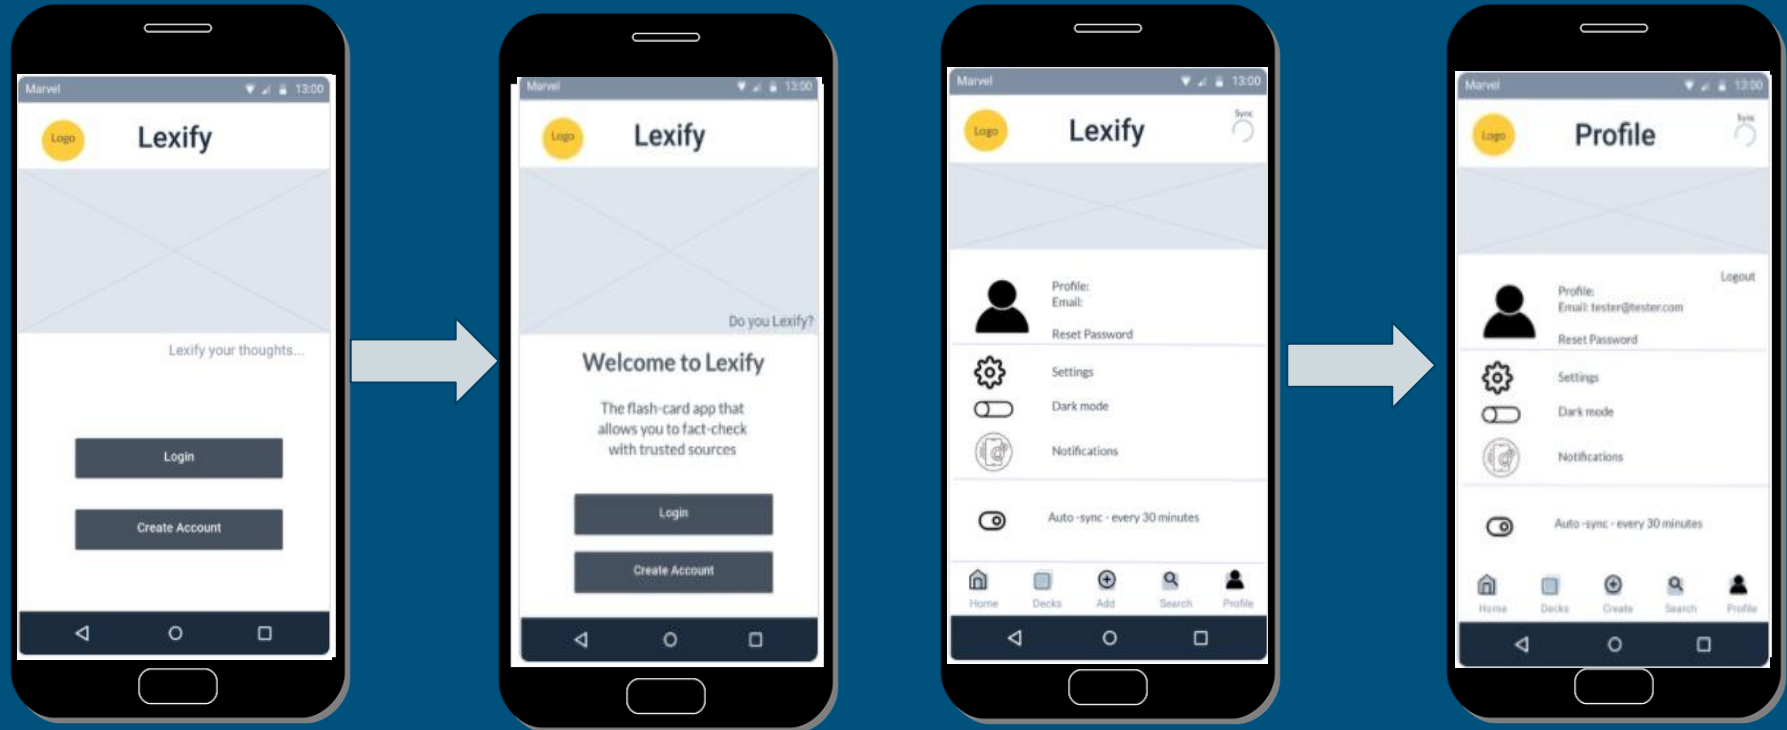 Marvel 13:00
Logo
Lexify
Lexify your thoughts...
Login
Create Account
Marvel 13:00
Logo
Lexify
Do you Lexify?
Welcome to Lexify
The flash-card app that
allows you to fact-check
with trusted sources
Login
Create Account
Marvel 13:00
Logo
Lexify
Sync
Profile:
Email:
Reset Password
Settings
Dark mode
Notifications
Auto -sync - every 30 minutes
Home Decks Add Search Profile
Marvel 13:00
Logo
Profile
Sync
Logout
Profile:
Email: tester@tester.com
Reset Password
Settings
Dark mode
Notifications
Auto -sync - every 30 minutes
Home Decks Create Search Profile